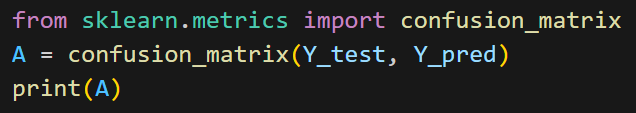 from sklearn.metrics import confusion_matrix
A = confusion_matrix(Y_test, Y_pred)
print(A)